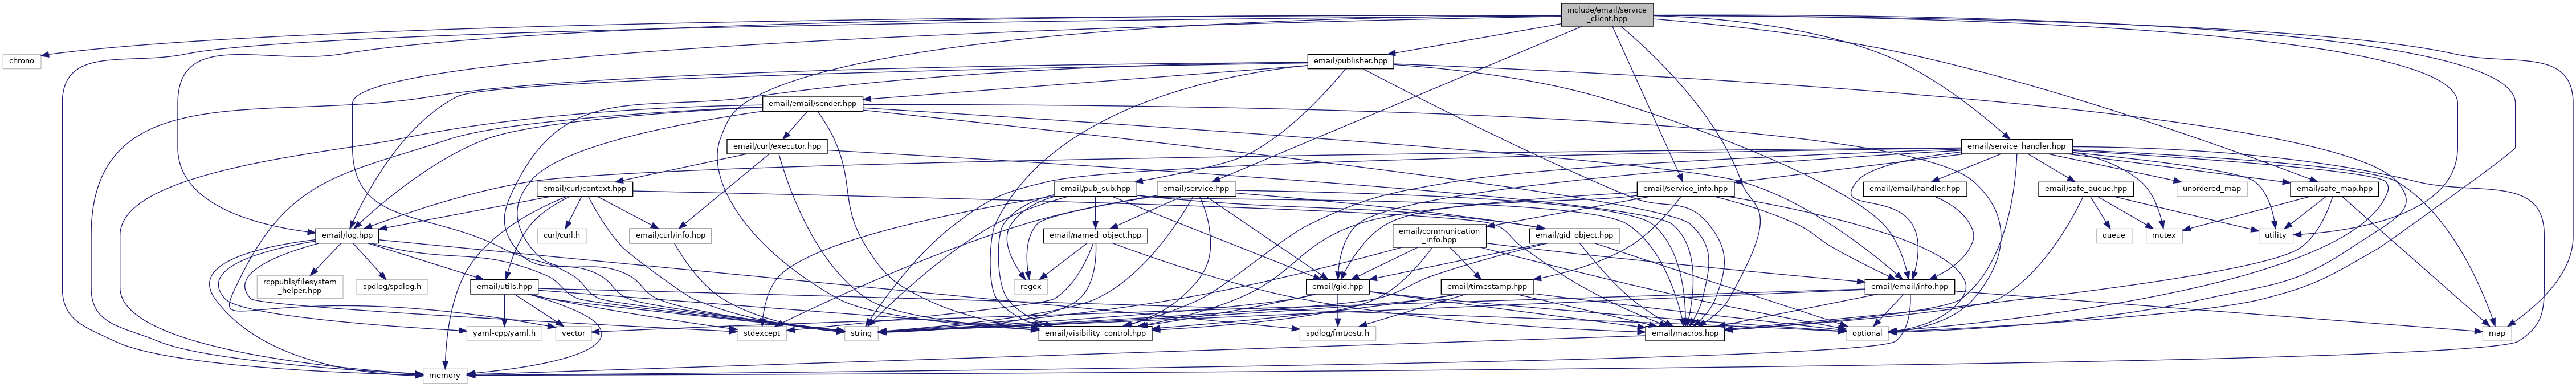 include/email/service
_client.hpp
chrono
email/publisher.hpp
email/email/sender.hpp
email/curl/executor.hpp
email/service_handler.hpp
email/curl/context.hpp
email/pub_sub.hpp
email/service.hpp
email/service_info.hpp
email/email/handler.hpp
email/safe_queue.hpp
unordered_map
email/safe_map.hpp
email/log.hpp
curl/curl.h
email/curl/info.hpp
email/named_object.hpp
email/communication
_info.hpp
email/gid_object.hpp
queue
mutex
utility
rcpputils/filesystem
_helper.hpp
spdlog/spdlog.h
email/utils.hpp
regex
email/gid.hpp
email/timestamp.hpp
email/email/info.hpp
yaml-cpp/yaml.h
vector
stdexcept
string
email/visibility_control.hpp
spdlog/fmt/ostr.h
email/macros.hpp
optional
map
memory